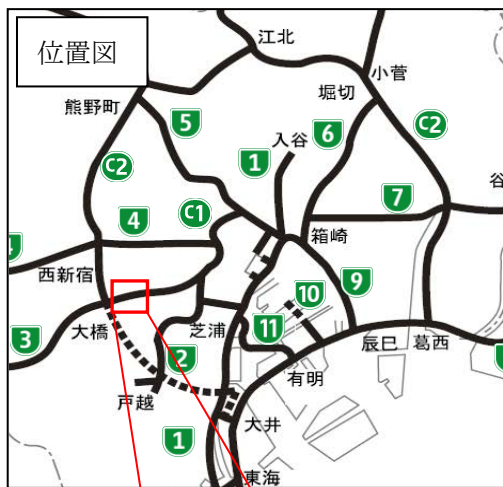 位置図
江北
小菅
熊野町
堀切
5
6
C2
入谷
1
C2
C1
7
谷
4
4
箱崎
西新宿
9
10
3
大橋
芝浦
11
辰巳
葛西
2
有明
戸越
大井
1
東海